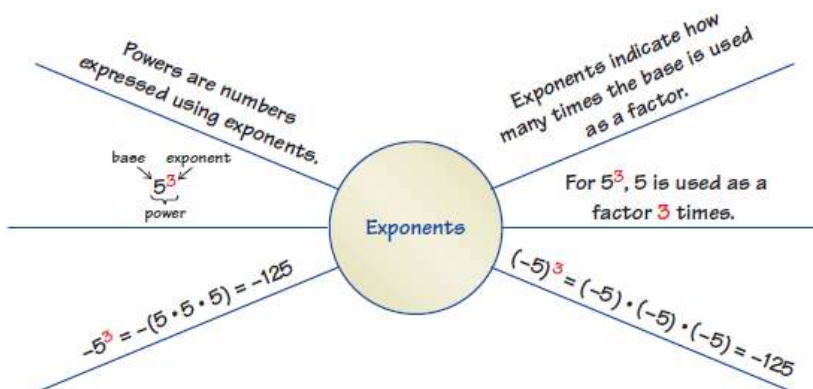 Powers are numbers
expressed using exponents.
Exponents indicate how
many times the base is used
as a factor.
base exponent
5³
power
For 5³, 5 is used as a
factor 3 times.
Exponents
-5³ = -(5 • 5 • 5) = -125
(-5)³ = (-5) • (-5) • (-5) = -125